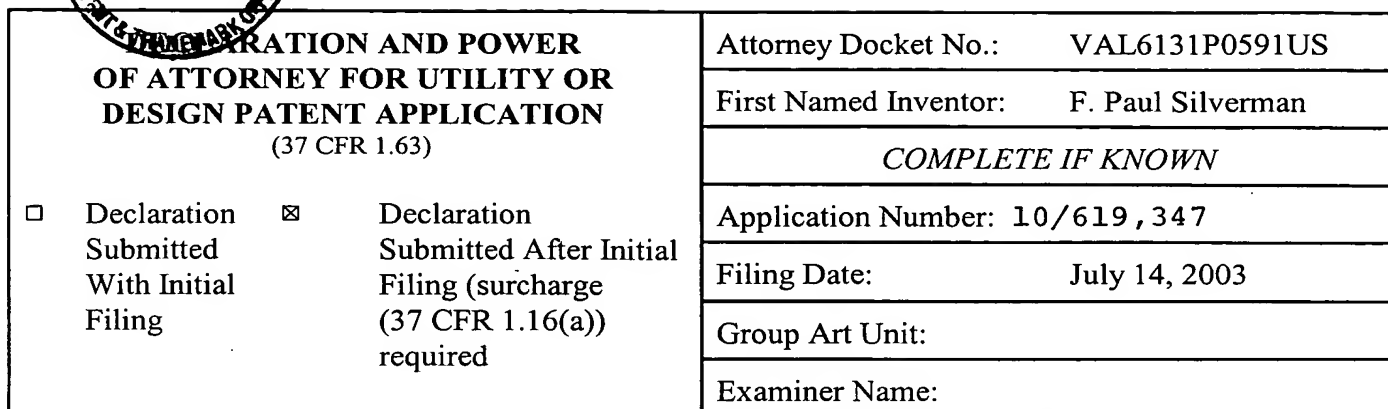 AND POWER
OF ATTORNEY FOR UTILITY OR
DESIGN PATENT APPLICATION
(37 CFR 1.63)
☐ Declaration Submitted With Initial Filing
☒ Declaration Submitted After Initial Filing (surcharge (37 CFR 1.16(a)) required
Attorney Docket No.: VAL6131P0591US
First Named Inventor: F. Paul Silverman
COMPLETE IF KNOWN
Application Number: 10/619,347
Filing Date: July 14, 2003
Group Art Unit:
Examiner Name: